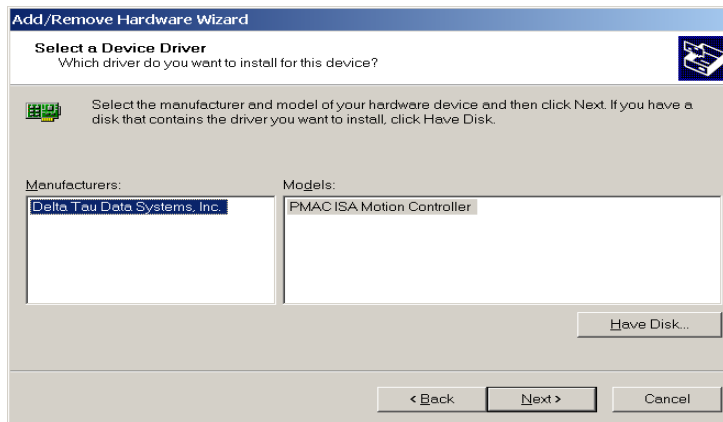 Add/Remove Hardware Wizard
Select a Device Driver
Which driver do you want to install for this device?
Select the manufacturer and model of your hardware device and then click Next. If you have a
disk that contains the driver you want to install, click Have Disk.
Manufacturers:
Models:
Delta Tau Data Systems, Inc.
PMAC ISA Motion Controller
Have Disk...
< Back
Next >
Cancel